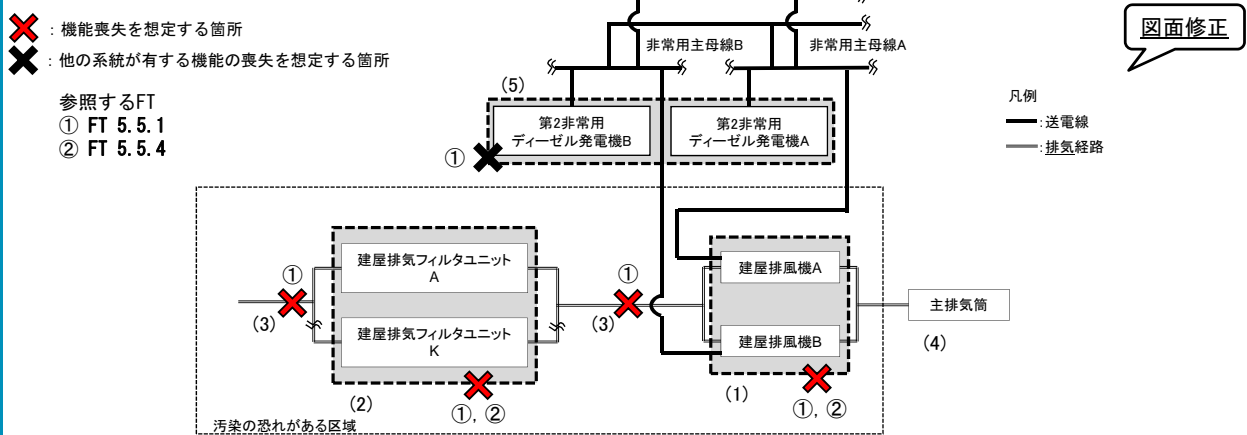 ：機能喪失を想定する箇所
：他の系統が有する機能の喪失を想定する箇所
参照するFT
① FT 5.5.1
② FT 5.5.4
図面修正
非常用主母線B
非常用主母線A
(5)
第2非常用
ディーゼル発電機B
第2非常用
ディーゼル発電機A
①
凡例
：送電線
：排気経路
建屋排気フィルタユニット
A
建屋排気フィルタユニット
K
①
(3)
①
(3)
(2)
①，②
建屋排風機A
建屋排風機B
(1)
①，②
主排気筒
(4)
汚染の恐れがある区域